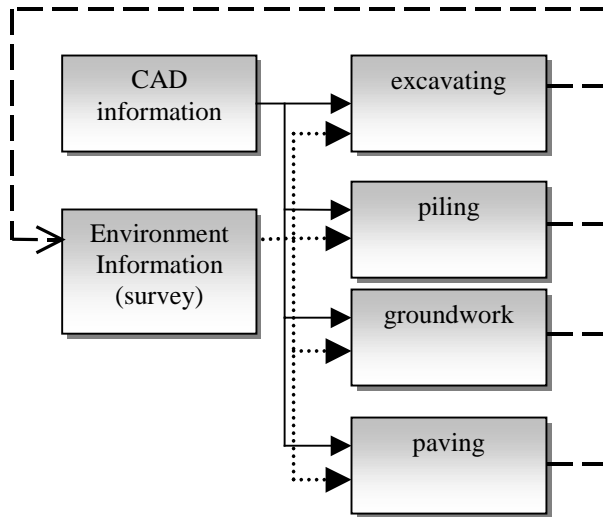 CAD
information
excavating
Environment
Information
(survey)
piling
groundwork
paving